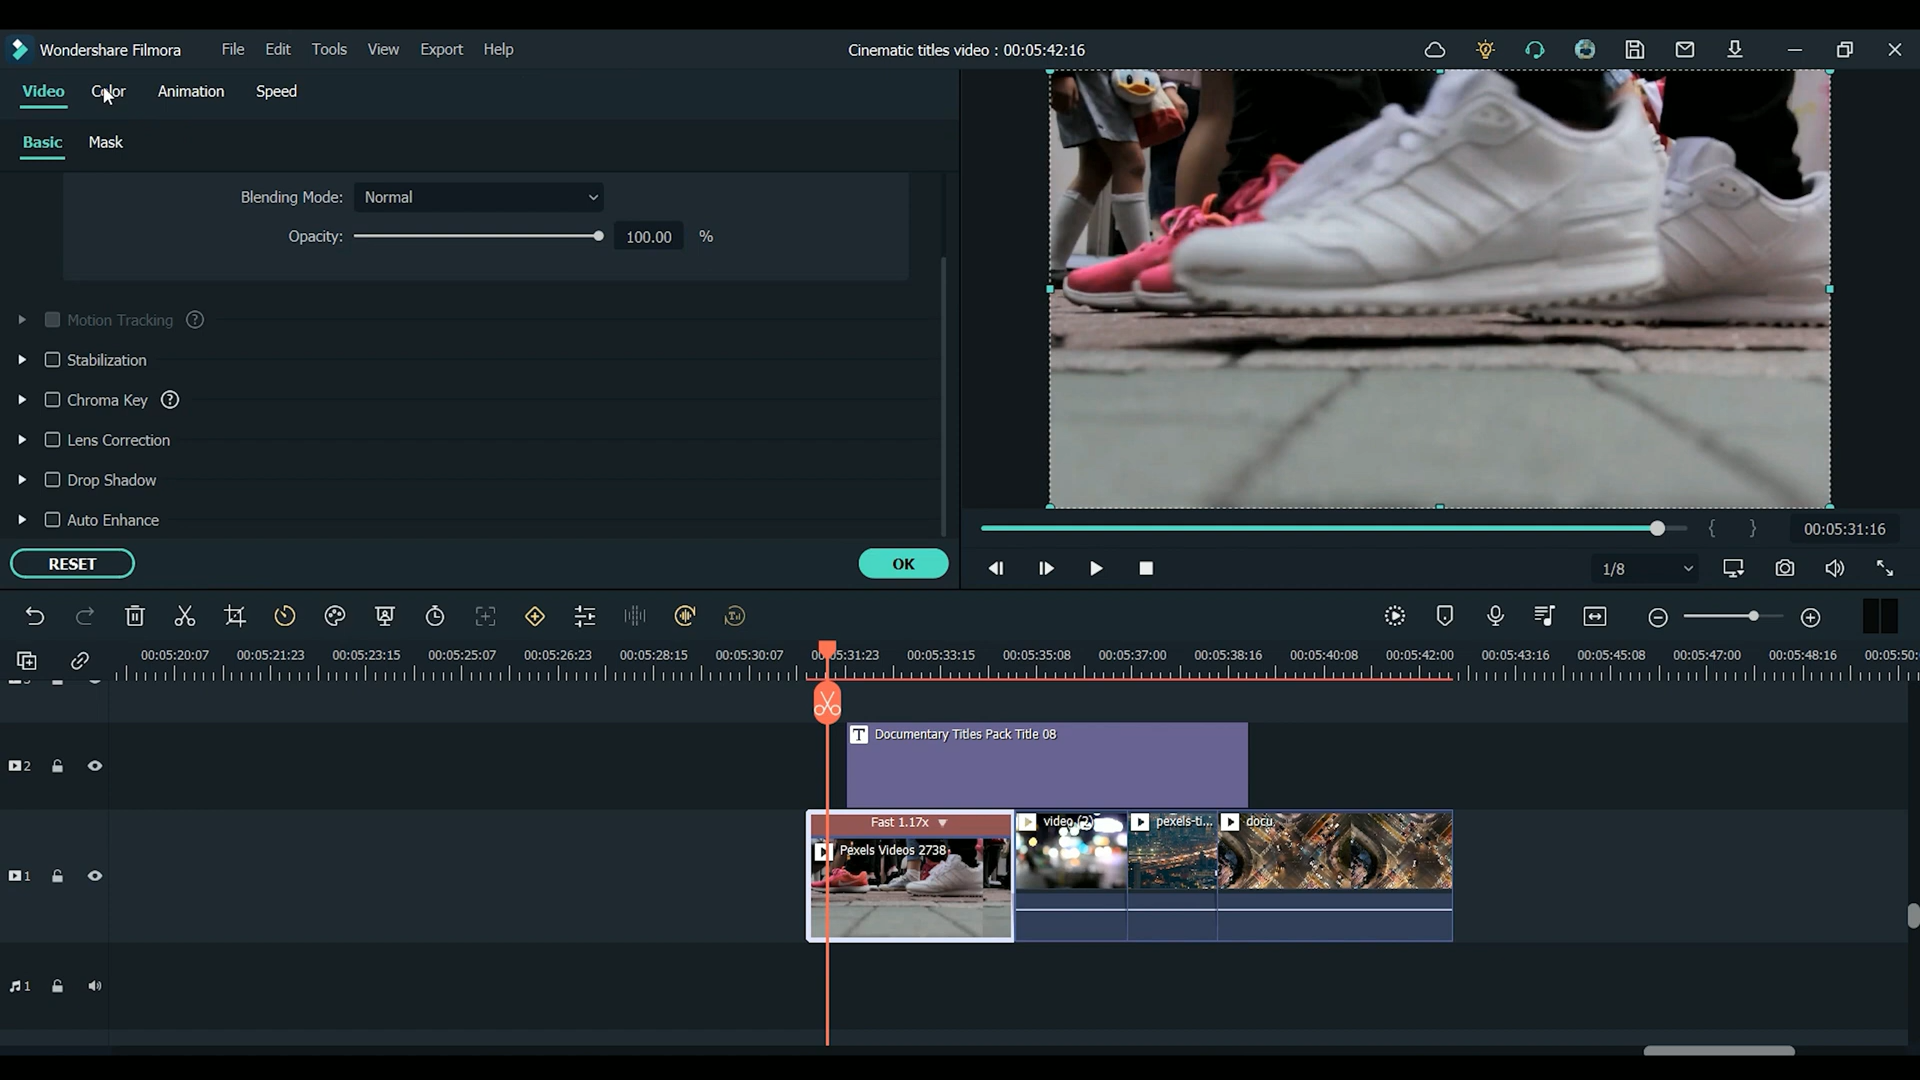 Wondershare Filmora File Edit Tools View Export Help Cinematic titles video : 00:05:42:16
Video Color Animation Speed
Basic Mask
Blending Mode: Normal
Opacity: 100.00 %
Motion Tracking ?
Stabilization
Chroma Key ?
Lens Correction
Drop Shadow
Auto Enhance
RESET OK
{ } 00:05:31:16
1/8
00:05:20:07 00:05:21:23 00:05:23:15 00:05:25:07 00:05:26:23 00:05:28:15 00:05:30:07 00:05:31:23 00:05:33:15 00:05:35:08 00:05:37:00 00:05:38:16 00:05:40:08 00:05:42:00 00:05:43:16 00:05:45:08 00:05:47:00 00:05:48:16 00:05:50:
2 T Documentary Titles Pack Title 08
Fast 1.17x video (2) pexels-ti... docu
Pexels Videos 2738
1
1